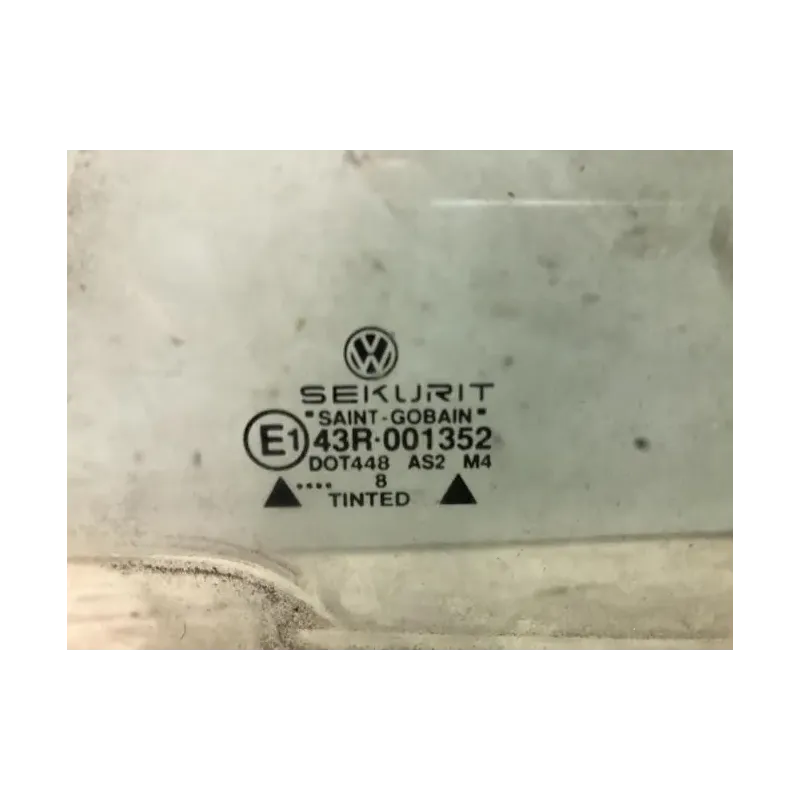 VW
SEKURIT
"SAINT-GOBAIN"
E1 43R·001352
DOT448 AS2 M4
.... 8
TINTED